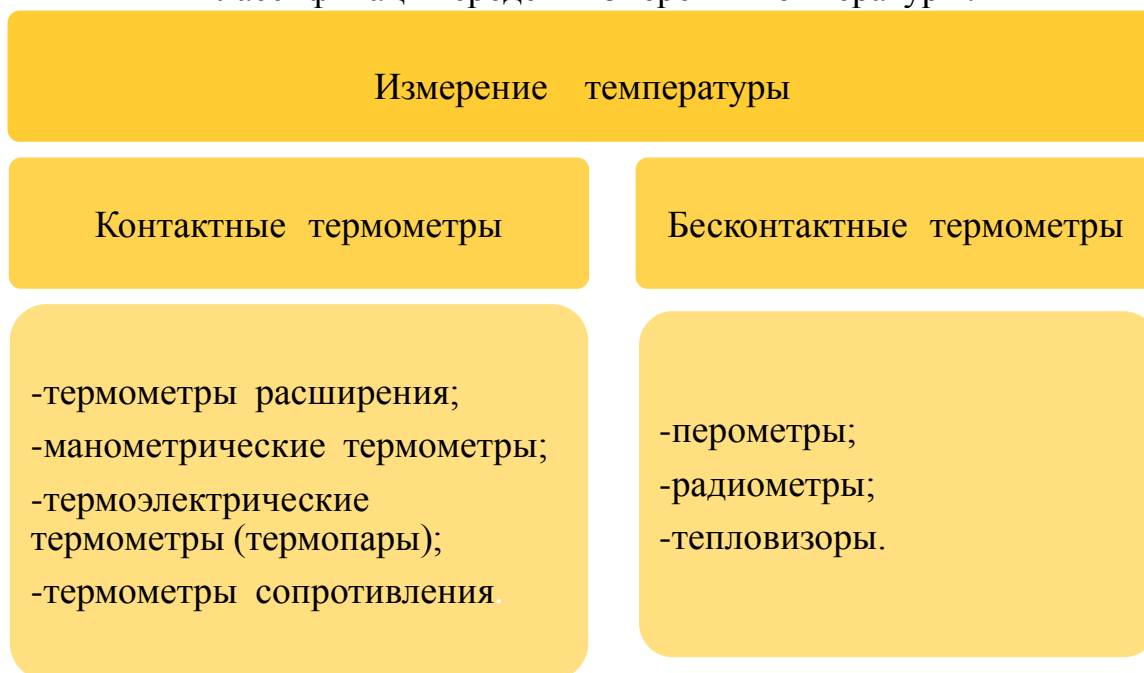 Измерение температуры
Контактные термометры
Бесконтактные термометры
-термометры расширения;
-манометрические термометры;
-термоэлектрические
термометры (термопары);
-термометры сопротивления.
-перометры;
-радиометры;
-тепловизоры.